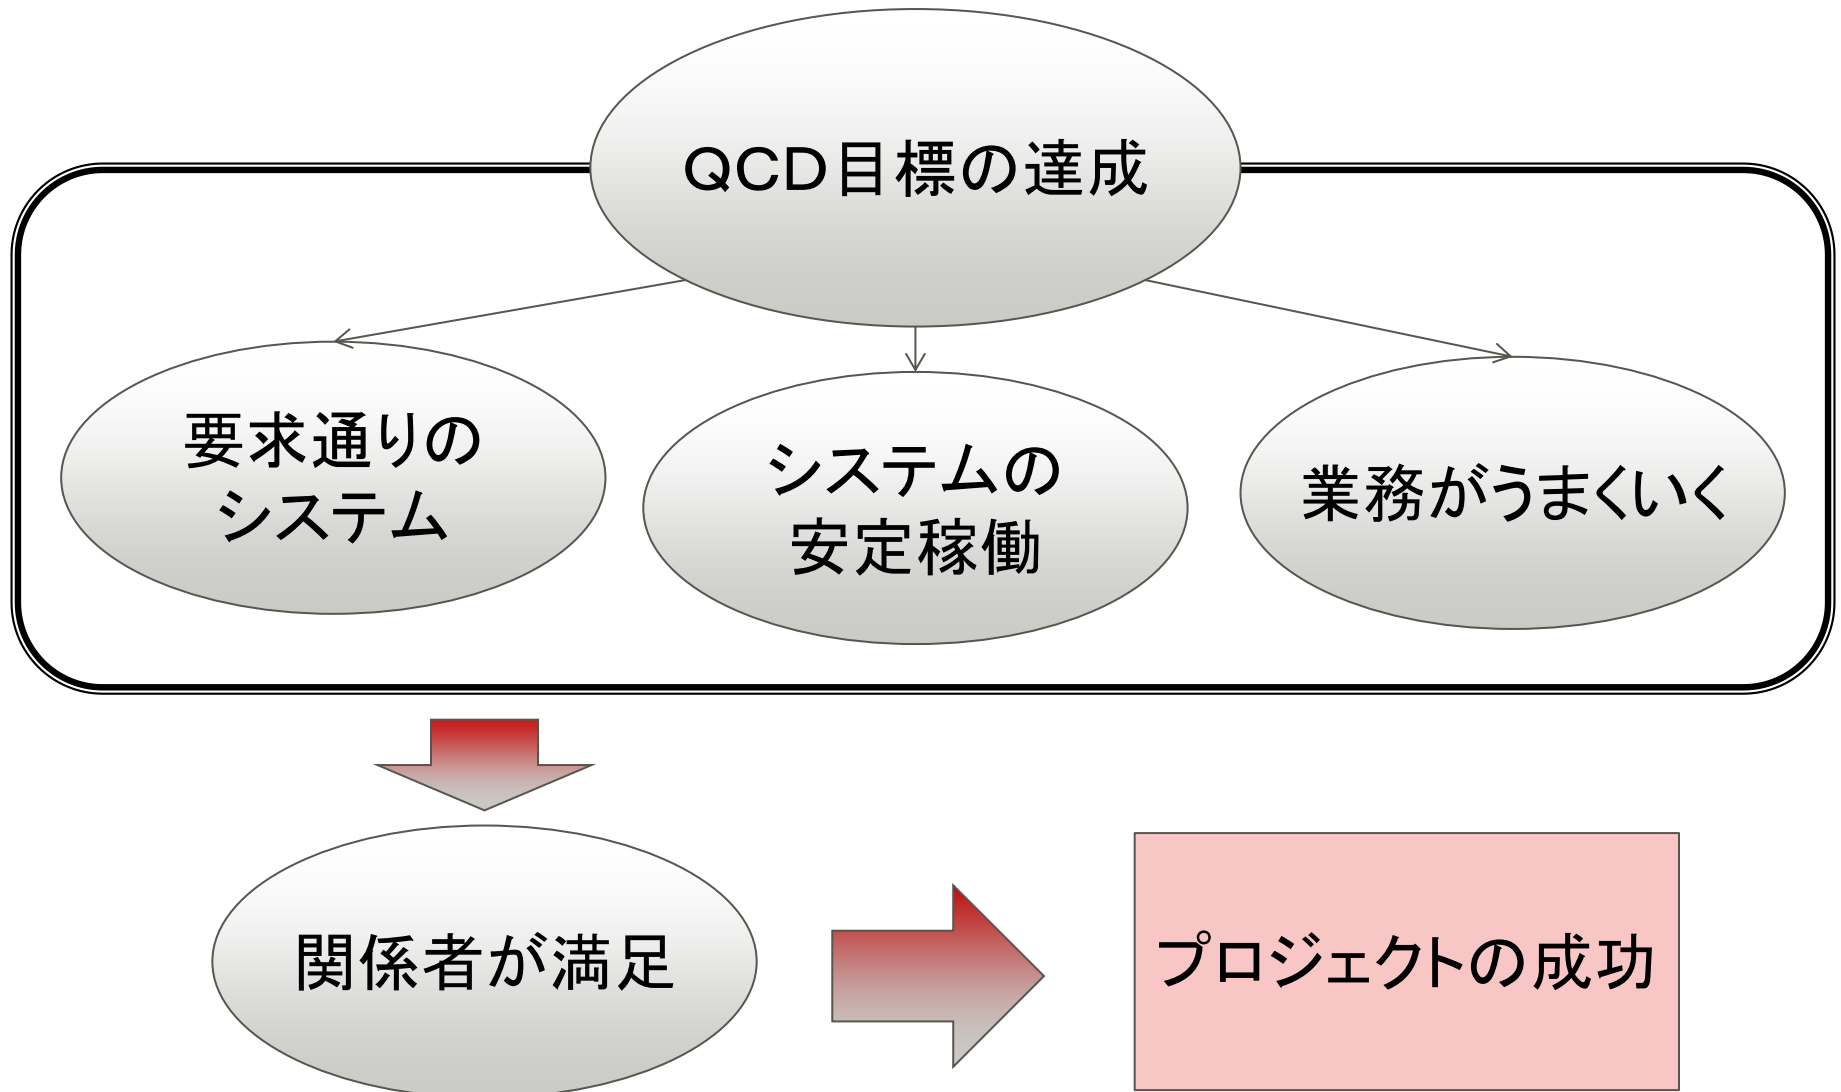 QCD目標の達成
要求通りの
システム
システムの
安定稼働
業務がうまくいく
関係者が満足
プロジェクトの成功